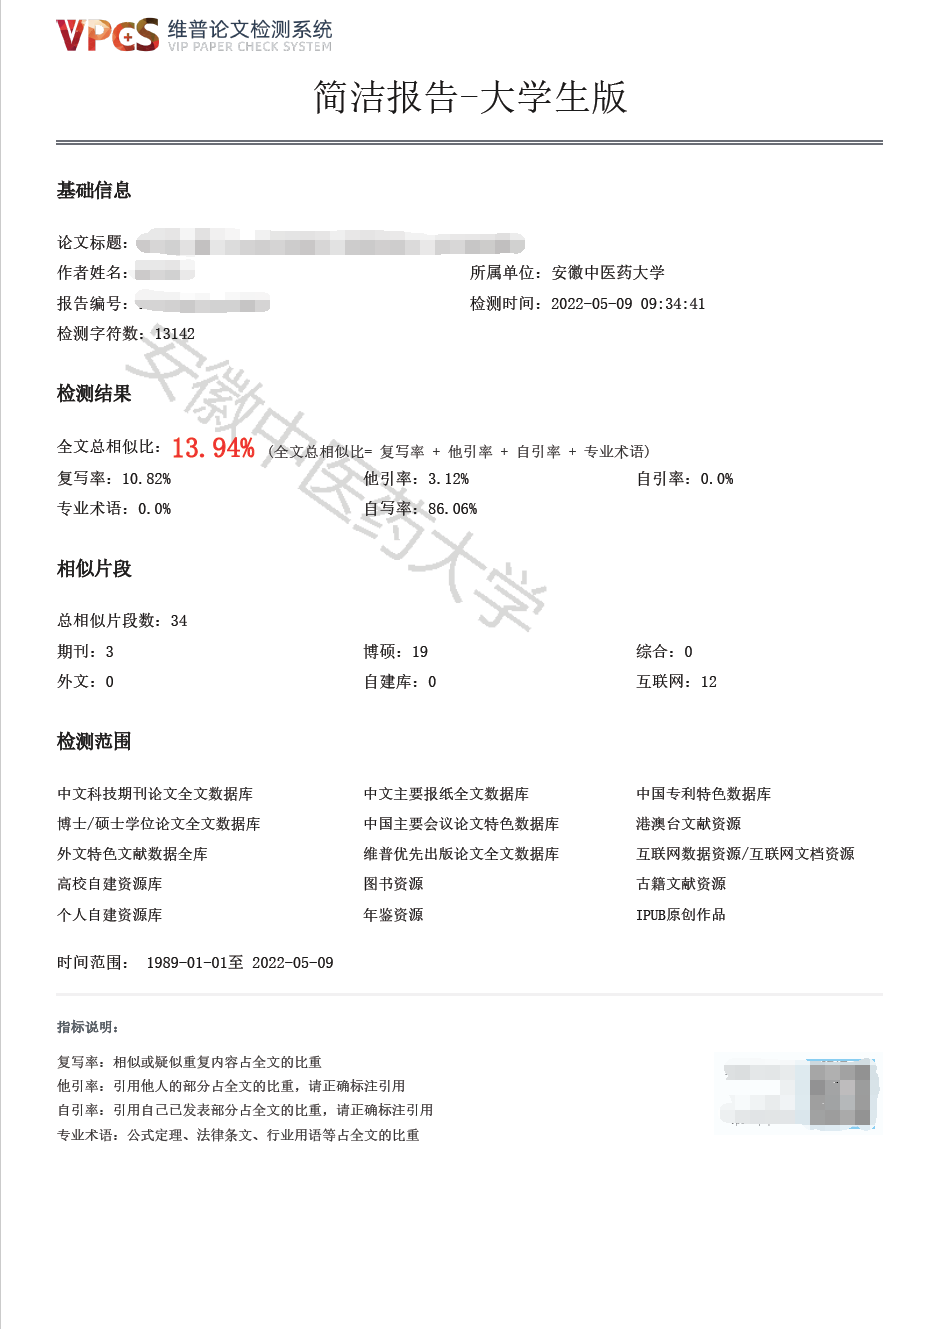 VPCS 维普论文检测系统
VIP PAPER CHECK SYSTEM
简洁报告-大学生版
基础信息
论文标题:
作者姓名:
所属单位: 安徽中医药大学
报告编号:
检测时间: 2022-05-09 09:34:41
检测字符数: 13142
安徽中医药大学
检测结果
全文总相似比: 13.94% (全文总相似比= 复写率 + 他引率 + 自引率 + 专业术语)
复写率: 10.82% 他引率: 3.12% 自引率: 0.0%
专业术语: 0.0% 自写率: 86.06%
相似片段
总相似片段数: 34
期刊: 3 博硕: 19 综合: 0
外文: 0 自建库: 0 互联网: 12
检测范围
中文科技期刊论文全文数据库 中文主要报纸全文数据库 中国专利特色数据库
博士/硕士学位论文全文数据库 中国主要会议论文特色数据库 港澳台文献资源
外文特色文献数据全库 维普优先出版论文全文数据库 互联网数据资源/互联网文档资源
高校自建资源库 图书资源 古籍文献资源
个人自建资源库 年鉴资源 IPUB原创作品
时间范围: 1989-01-01至 2022-05-09
指标说明:
复写率: 相似或疑似重复内容占全文的比重
他引率: 引用他人的部分占全文的比重, 请正确标注引用
自引率: 引用自己已发表部分占全文的比重, 请正确标注引用
专业术语: 公式定理、法律条文、行业用语等占全文的比重